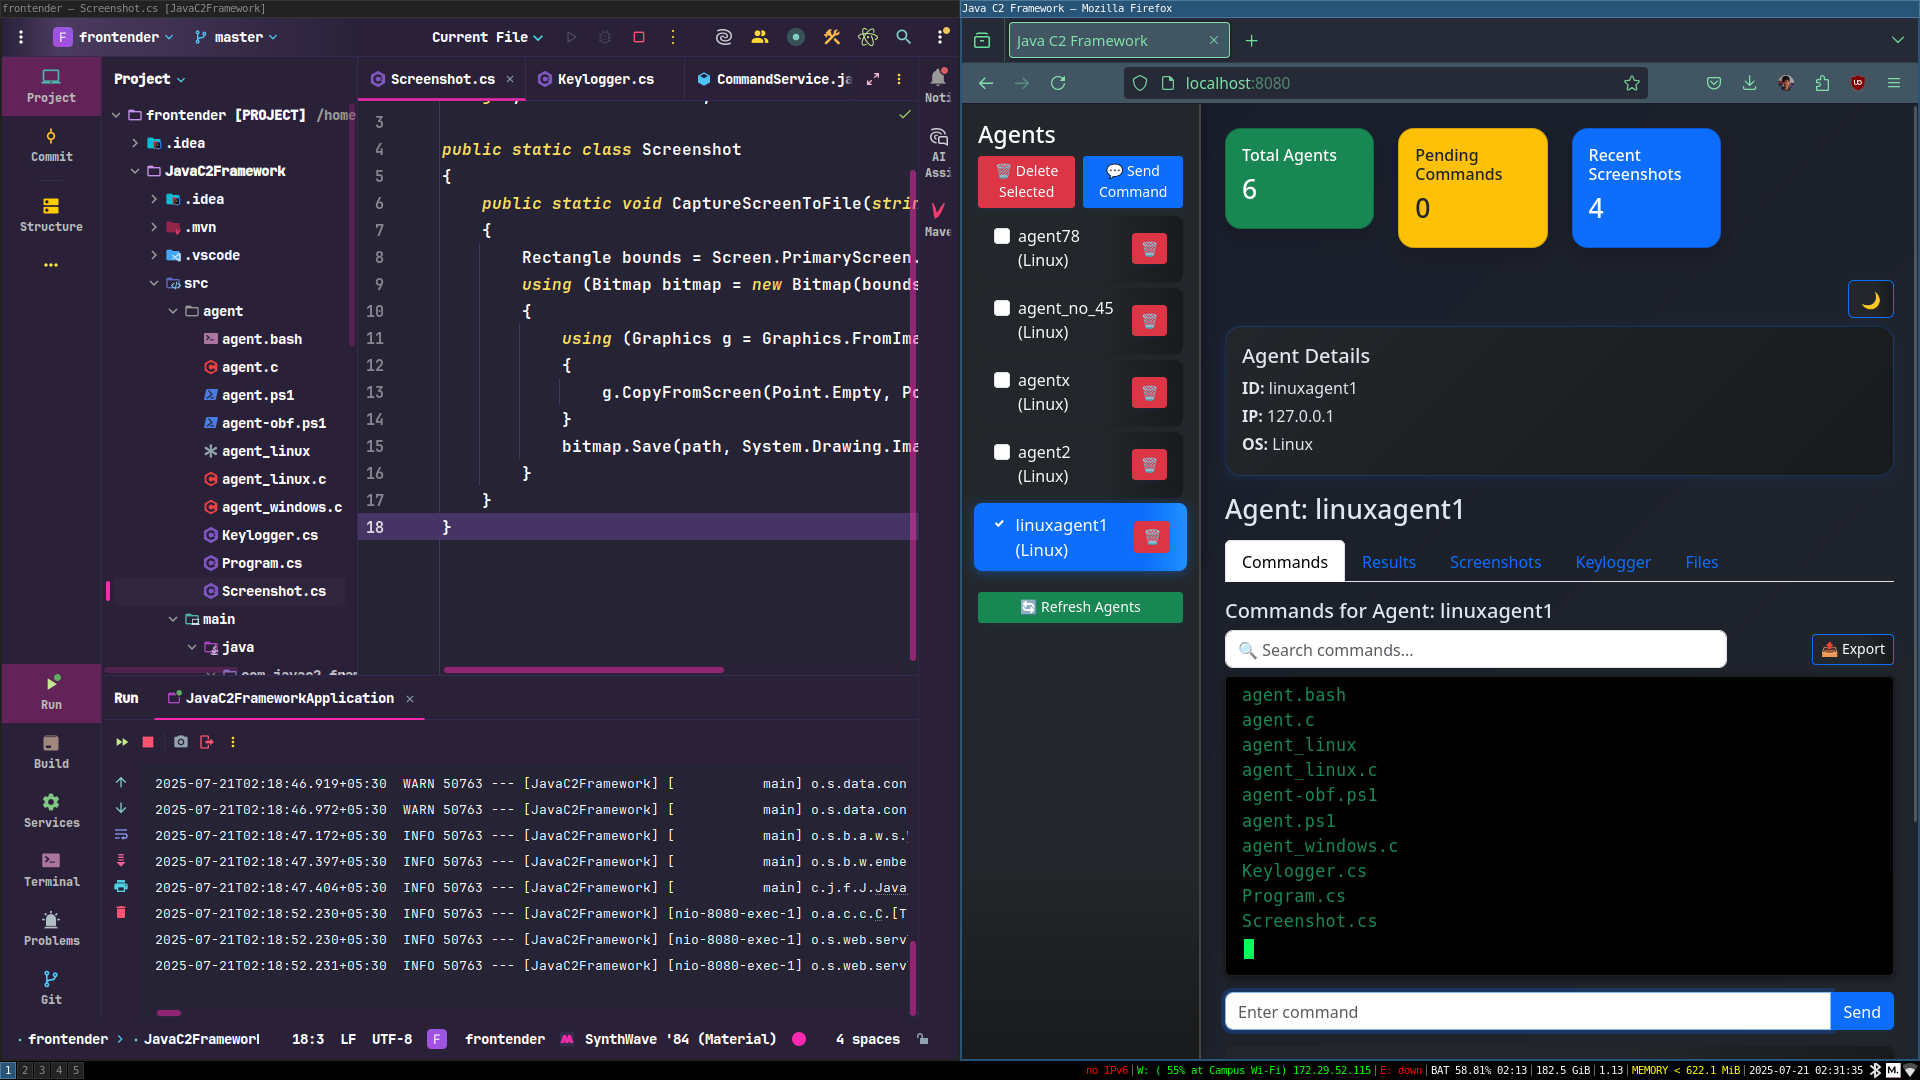 frontender – Screenshot.cs [JavaC2Framework]
F frontender
master
Current File
Project
Commit
Structure
Project
frontender [PROJECT] /home
.idea
JavaC2Framework
.idea
.mvn
.vscode
src
agent
agent.bash
agent.c
agent.ps1
agent-obf.ps1
agent_linux
agent_linux.c
agent_windows.c
Keylogger.cs
Program.cs
Screenshot.cs
main
java
Screenshot.cs
Keylogger.cs
CommandService.ja
3
4 public static class Screenshot
5 {
6 public static void CaptureScreenToFile(strin
7 {
8 Rectangle bounds = Screen.PrimaryScreen.
9 using (Bitmap bitmap = new Bitmap(bounds
10 {
11 using (Graphics g = Graphics.FromIma
12 {
13 g.CopyFromScreen(Point.Empty, Po
14 }
15 bitmap.Save(path, System.Drawing.Ima
16 }
17 }
18 }
Noti
AI
Assi
Mave
Run
Build
Services
Terminal
Problems
Git
Run
JavaC2FrameworkApplication
2025-07-21T02:18:46.919+05:30 WARN 50763 --- [JavaC2Framework] [ main] o.s.data.con
2025-07-21T02:18:46.972+05:30 WARN 50763 --- [JavaC2Framework] [ main] o.s.data.con
2025-07-21T02:18:47.172+05:30 INFO 50763 --- [JavaC2Framework] [ main] o.s.b.a.w.s.
2025-07-21T02:18:47.397+05:30 INFO 50763 --- [JavaC2Framework] [ main] o.s.b.w.embe
2025-07-21T02:18:47.404+05:30 INFO 50763 --- [JavaC2Framework] [ main] c.j.f.J.Java
2025-07-21T02:18:52.230+05:30 INFO 50763 --- [JavaC2Framework] [nio-8080-exec-1] o.a.c.c.C.[T
2025-07-21T02:18:52.230+05:30 INFO 50763 --- [JavaC2Framework] [nio-8080-exec-1] o.s.web.serv
2025-07-21T02:18:52.231+05:30 INFO 50763 --- [JavaC2Framework] [nio-8080-exec-1] o.s.web.serv
frontender › JavaC2Framewor
18:3 LF UTF-8 F frontender SynthWave '84 (Material) 4 spaces
Java C2 Framework — Mozilla Firefox
Java C2 Framework
localhost:8080
Agents
Delete Selected
Send Command
agent78
(Linux)
agent_no_45
(Linux)
agentx
(Linux)
agent2
(Linux)
linuxagent1
(Linux)
Refresh Agents
Total Agents
6
Pending Commands
0
Recent Screenshots
4
Agent Details
ID: linuxagent1
IP: 127.0.0.1
OS: Linux
Agent: linuxagent1
Commands Results Screenshots Keylogger Files
Commands for Agent: linuxagent1
Search commands...
Export
agent.bash
agent.c
agent_linux
agent_linux.c
agent-obf.ps1
agent.ps1
agent_windows.c
Keylogger.cs
Program.cs
Screenshot.cs
Enter command
Send
1 2 3 4 5
no IPv6|W: ( 55% at Campus Wi-Fi) 172.29.52.115|E: down|BAT 58.81% 02:13|182.5 GiB|1.13|MEMORY < 622.1 MiB|2025-07-21 02:31:35